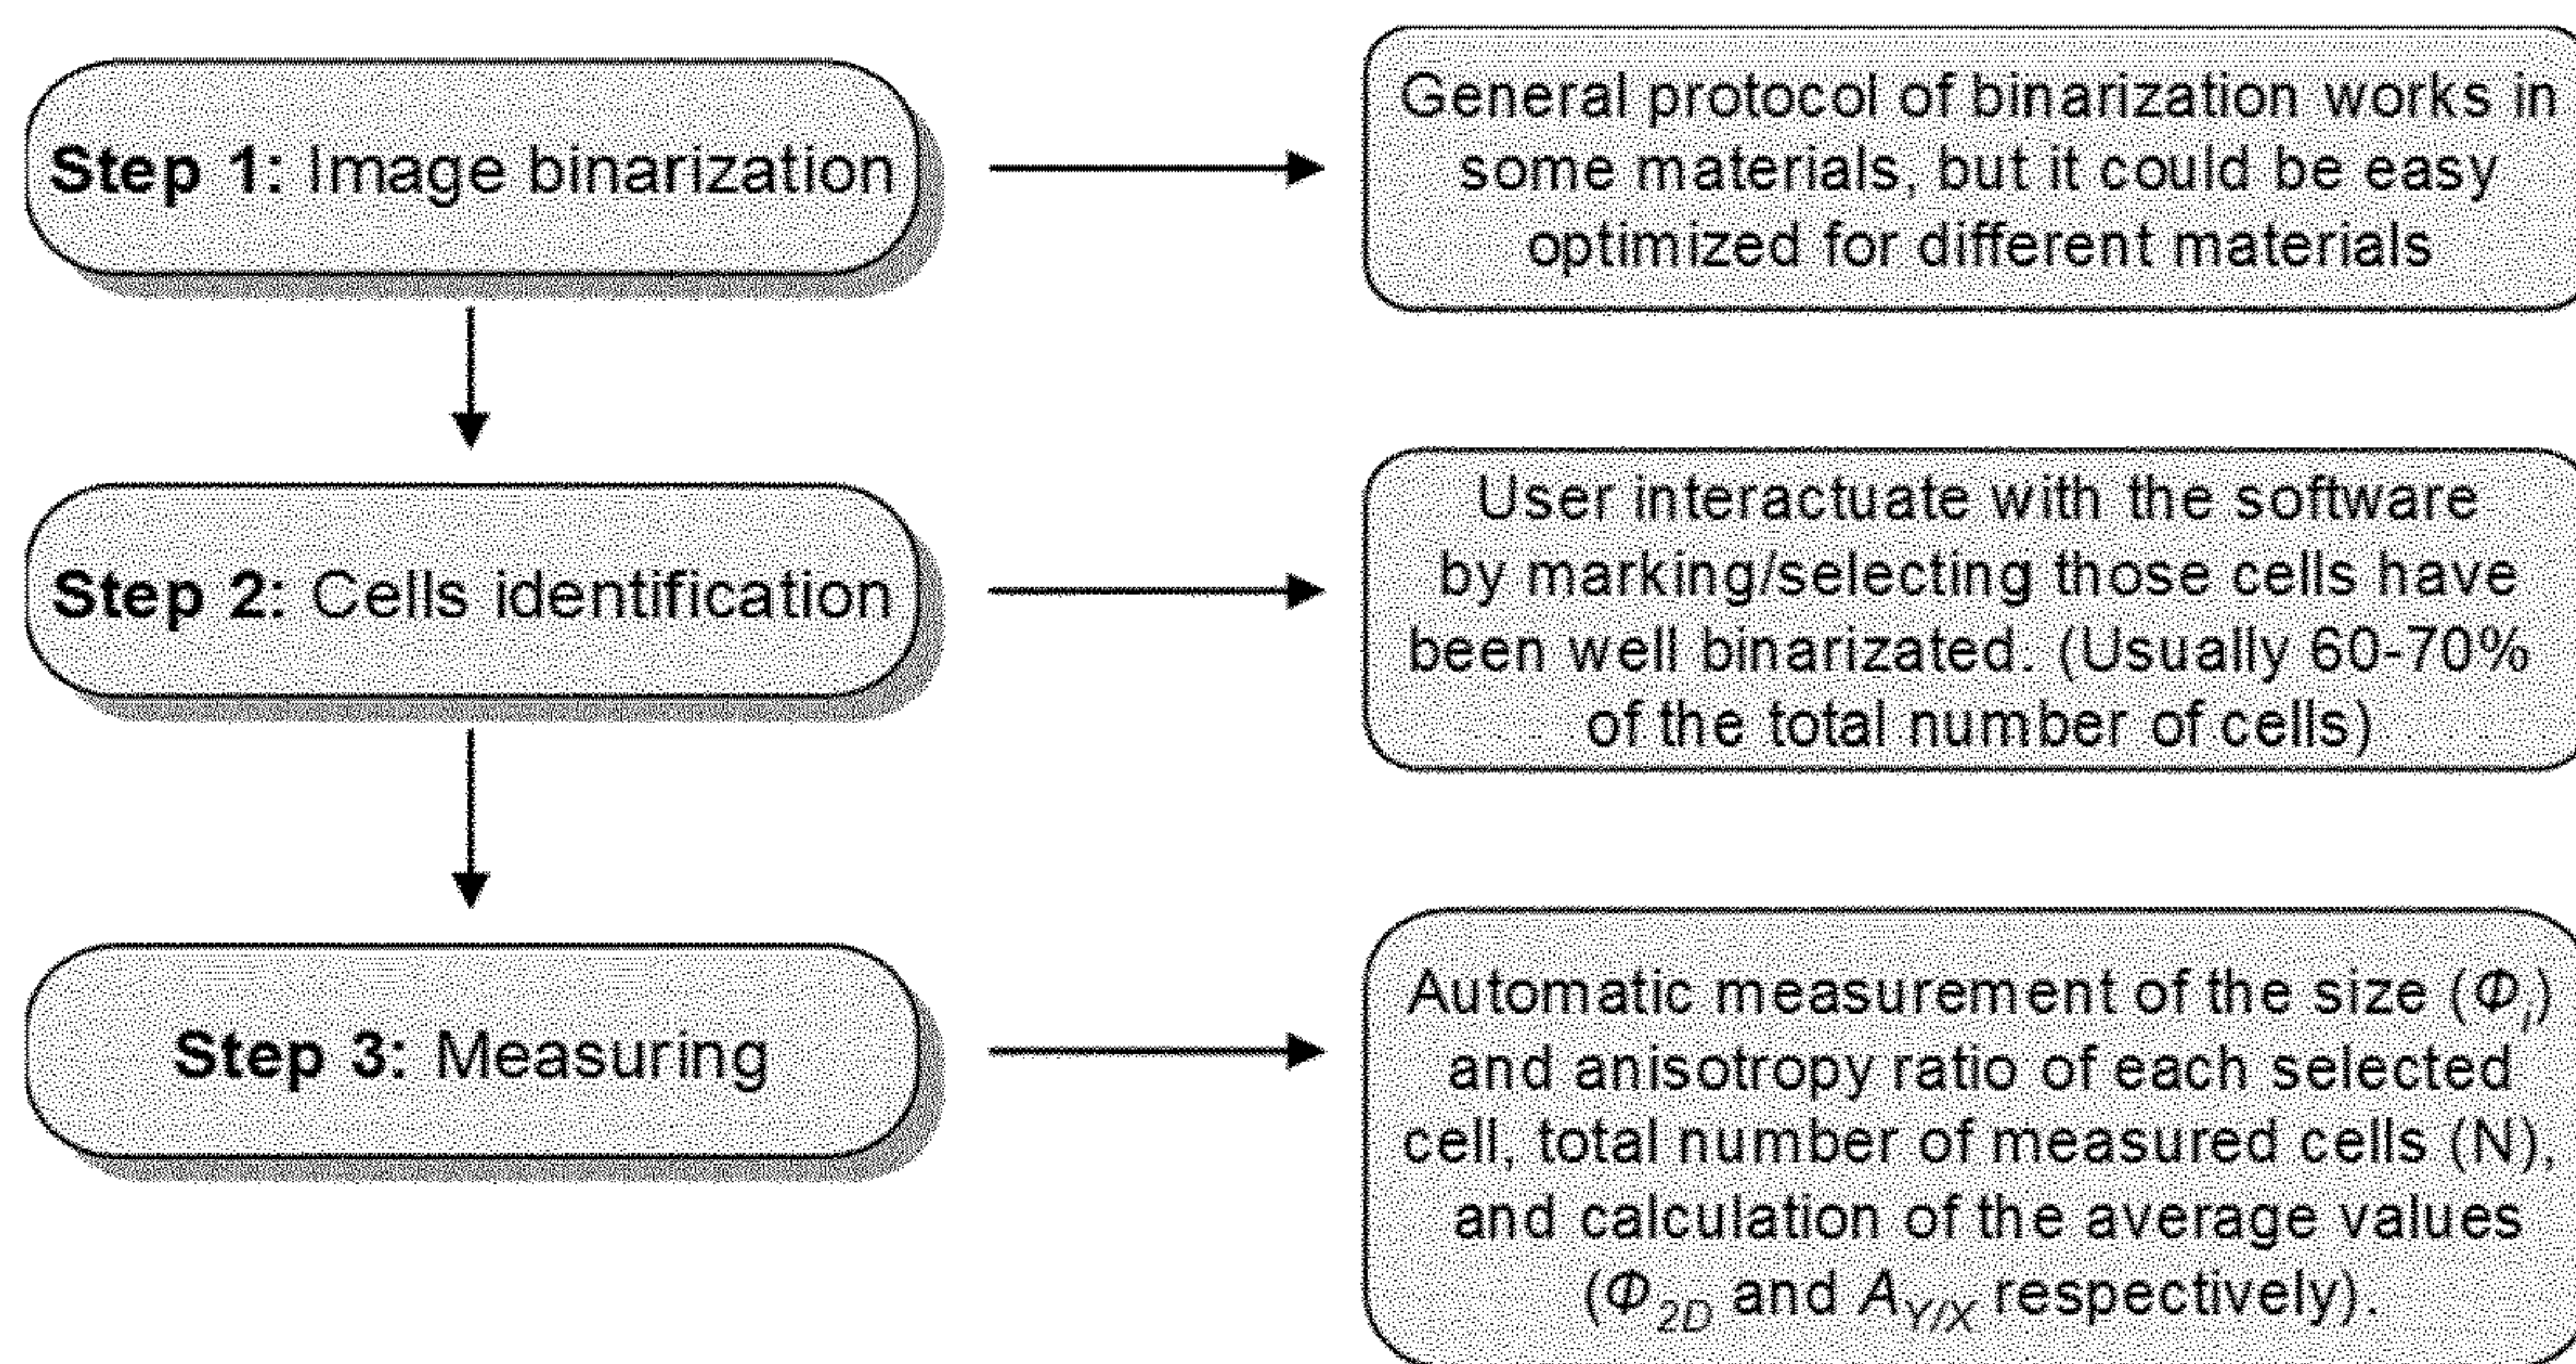 Step 1: Image binarization
General protocol of binarization works in
some materials, but it could be easy
optimized for different materials
Step 2: Cells identification
User interactuate with the software
by marking/selecting those cells have
been well binarizated. (Usually 60-70%
of the total number of cells)
Step 3: Measuring
Automatic measurement of the size (Φi)
and anisotropy ratio of each selected
cell, total number of measured cells (N),
and calculation of the average values
(Φ2D and AY/X respectively).